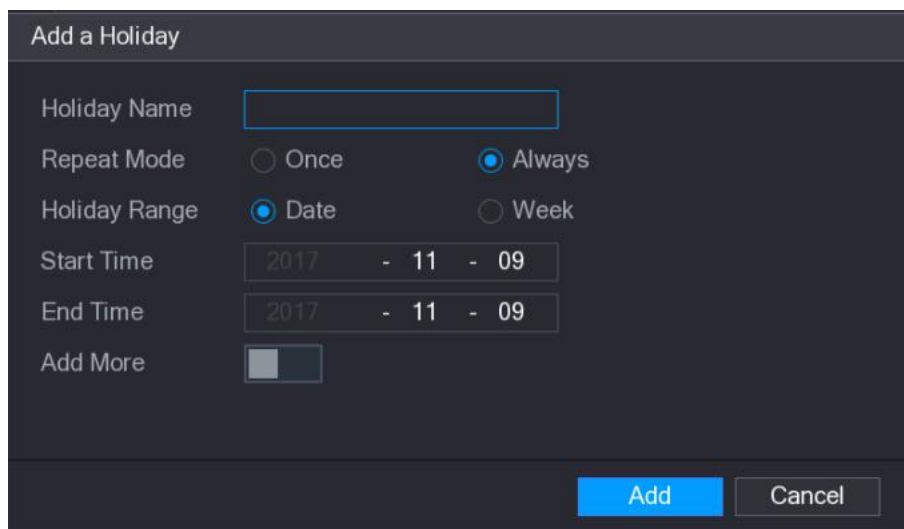 Add a Holiday
Holiday Name
Repeat Mode Once Always
Holiday Range Date Week
Start Time 2017 - 11 - 09
End Time 2017 - 11 - 09
Add More
Add Cancel